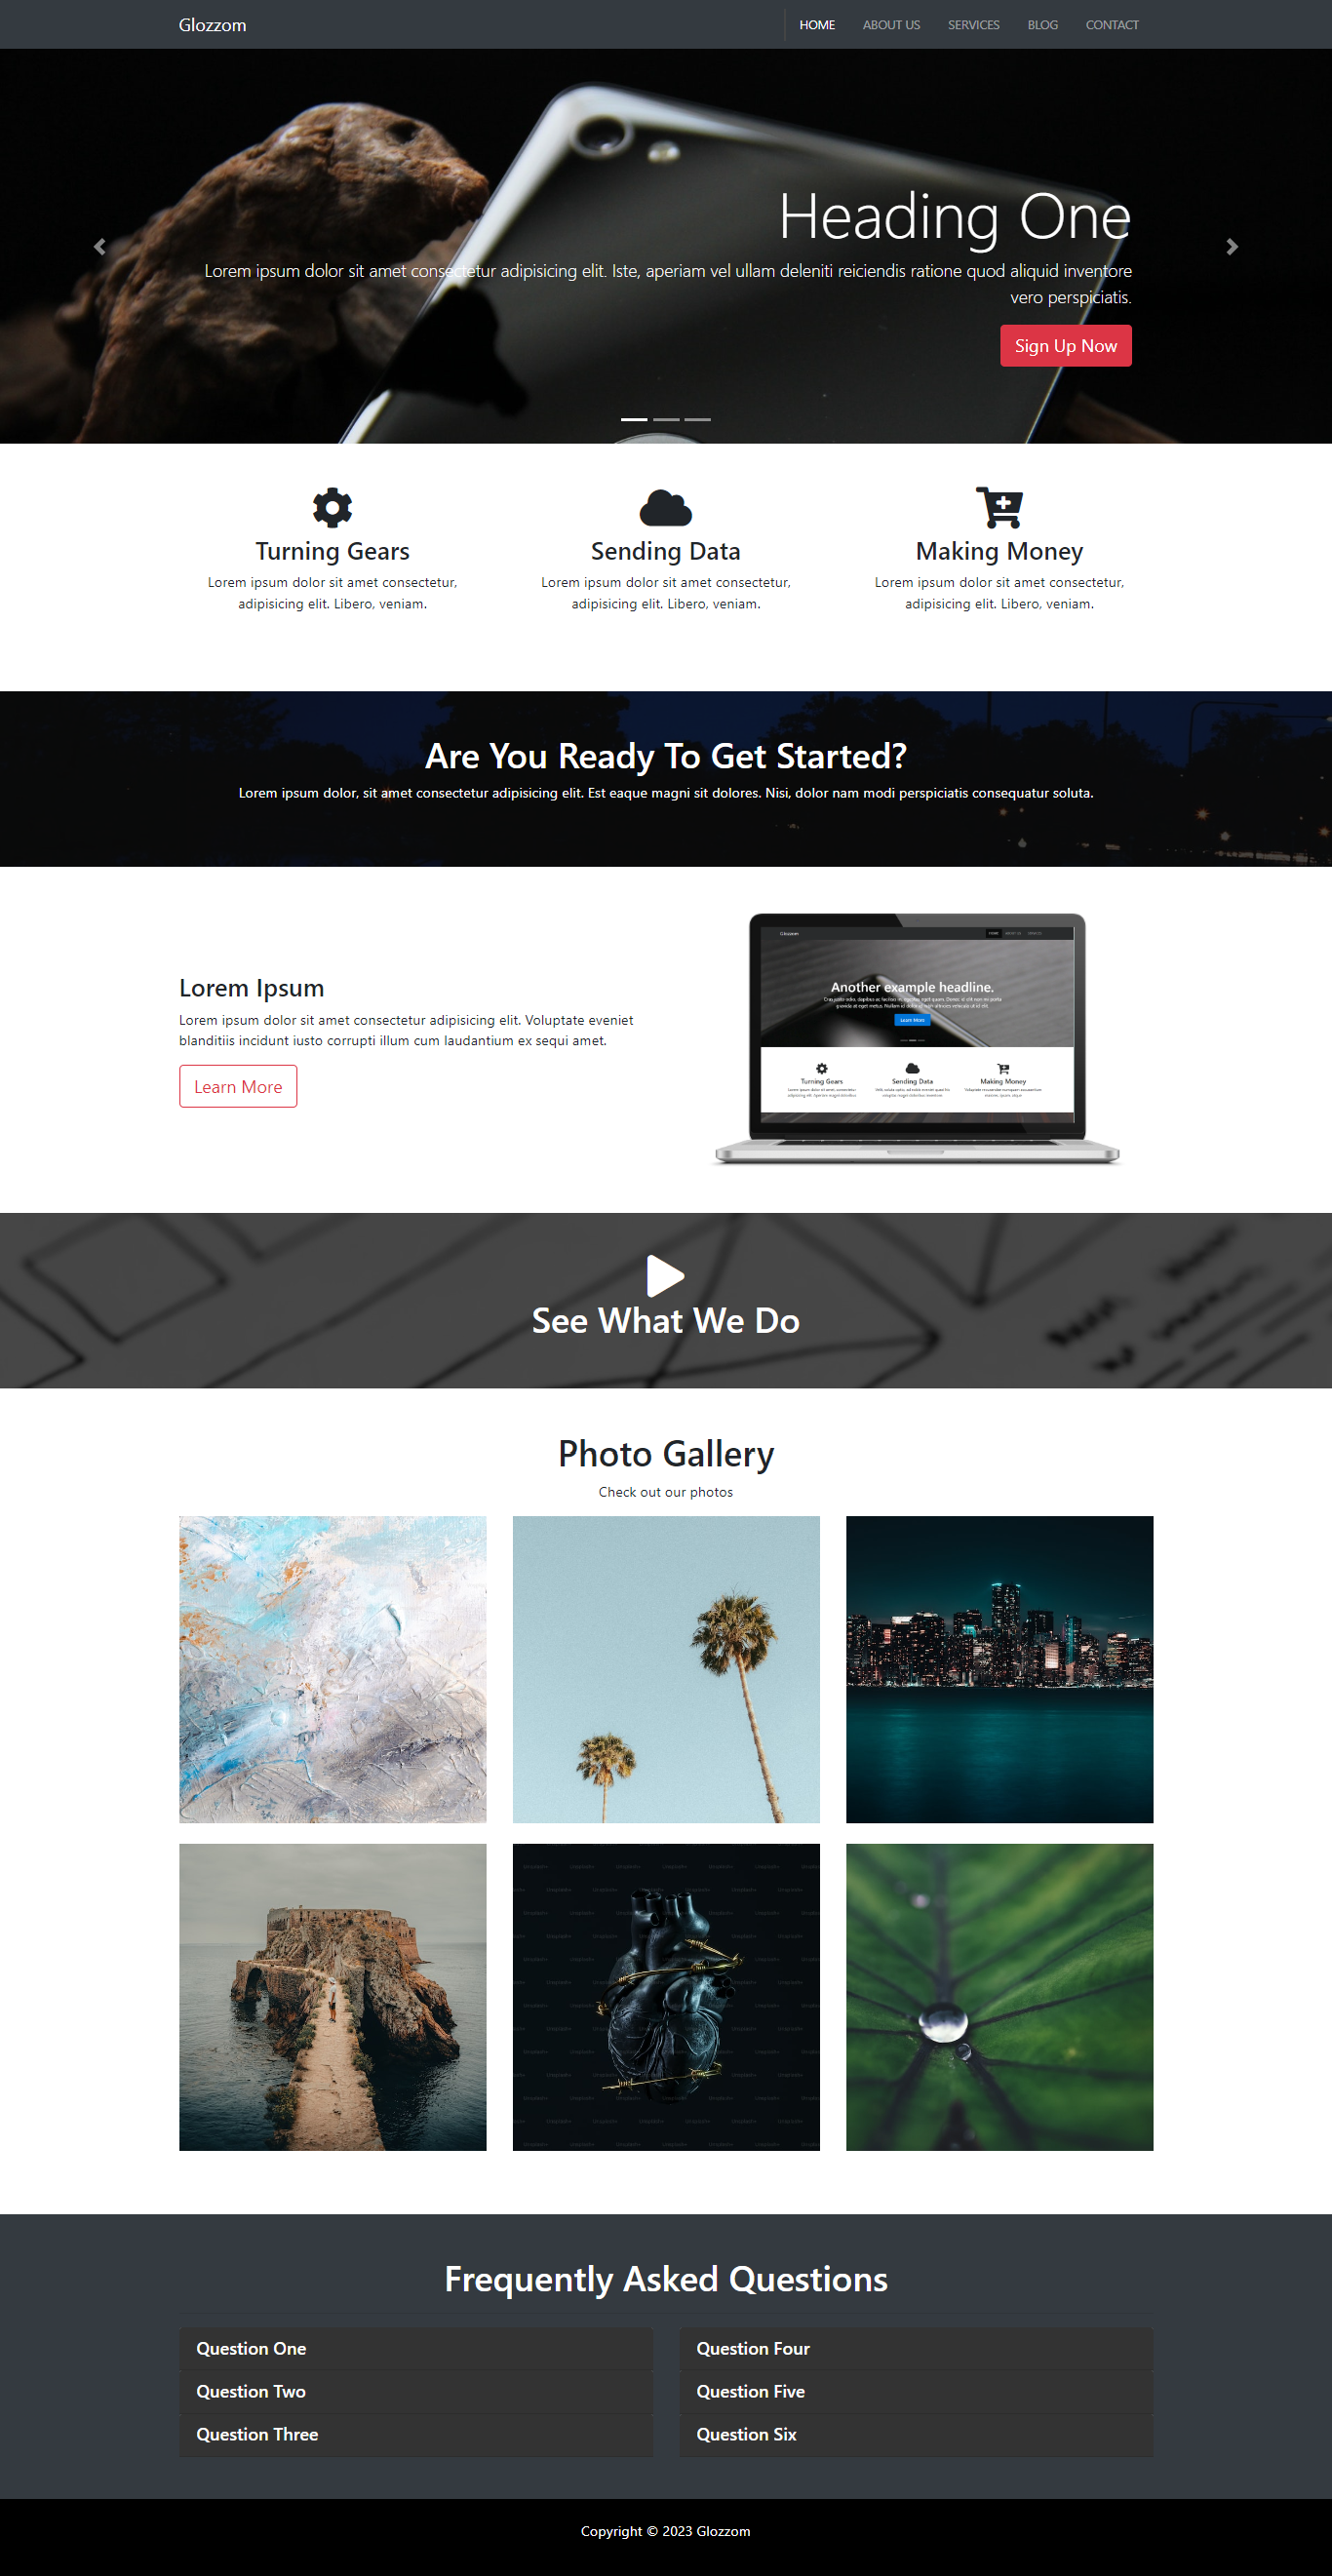 Glozzom
HOME ABOUT US SERVICES BLOG CONTACT
Heading One
Lorem ipsum dolor sit amet consectetur adipisicing elit. Iste, aperiam vel ullam deleniti reiciendis ratione quod aliquid inventore
vero perspiciatis.
Sign Up Now
Turning Gears
Lorem ipsum dolor sit amet consectetur,
adipisicing elit. Libero, veniam.
Sending Data
Lorem ipsum dolor sit amet consectetur,
adipisicing elit. Libero, veniam.
Making Money
Lorem ipsum dolor sit amet consectetur,
adipisicing elit. Libero, veniam.
Are You Ready To Get Started?
Lorem ipsum dolor, sit amet consectetur adipisicing elit. Est eaque magni sit dolores. Nisi, dolor nam modi perspiciatis consequatur soluta.
Lorem Ipsum
Lorem ipsum dolor sit amet consectetur adipisicing elit. Voluptate eveniet
blanditiis incidunt iusto corrupti illum cum laudantium ex sequi amet.
Learn More
Glozzom
HOME ABOUT US SERVICES
Another example headline.
Learn More
Turning Gears
Sending Data
Making Money
See What We Do
Photo Gallery
Check out our photos
Frequently Asked Questions
Question One
Question Two
Question Three
Question Four
Question Five
Question Six
Copyright © 2023 Glozzom